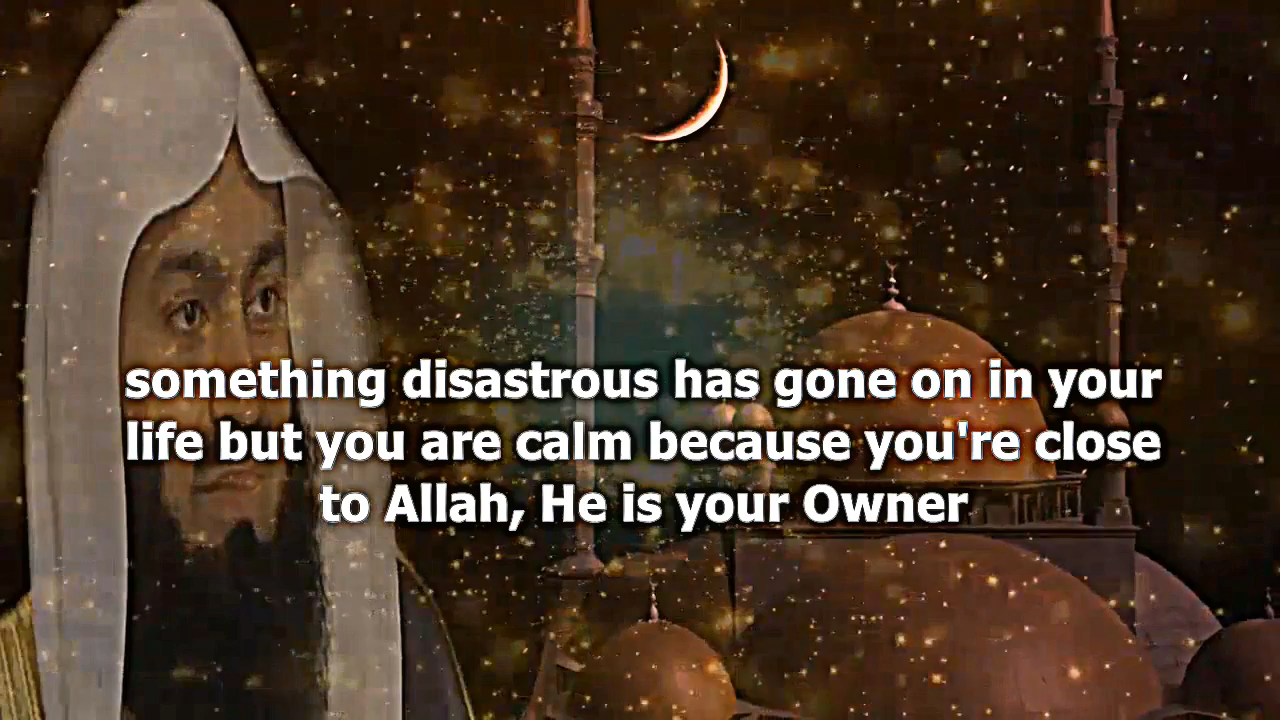 something disastrous has gone on in your
life but you are calm because you're close
to Allah, He is your Owner